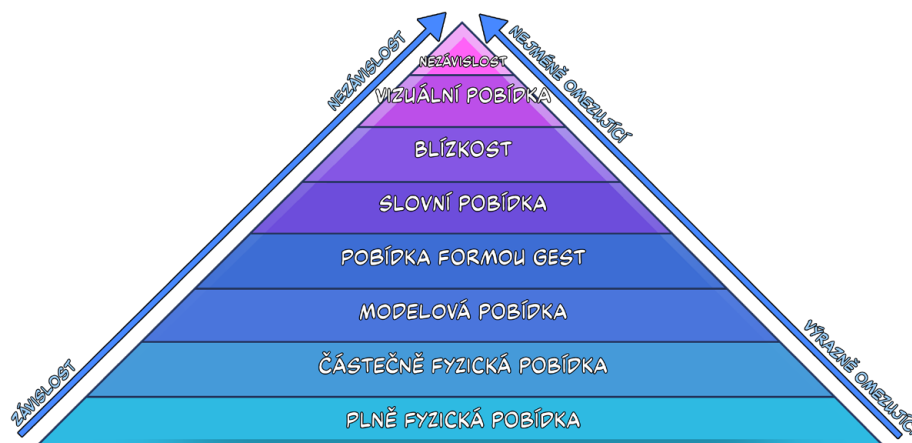 NEZÁVISLOST
NEJMÉNĚ OMEZUJÍCÍ
NEZÁVISLOST
VIZUÁLNÍ POBÍDKA
BLÍZKOST
SLOVNÍ POBÍDKA
POBÍDKA FORMOU GEST
MODELOVÁ POBÍDKA
ČÁSTEČNĚ FYZICKÁ POBÍDKA
PLNĚ FYZICKÁ POBÍDKA
ZÁVISLOST
VÝRAZNĚ OMEZUJÍCÍ